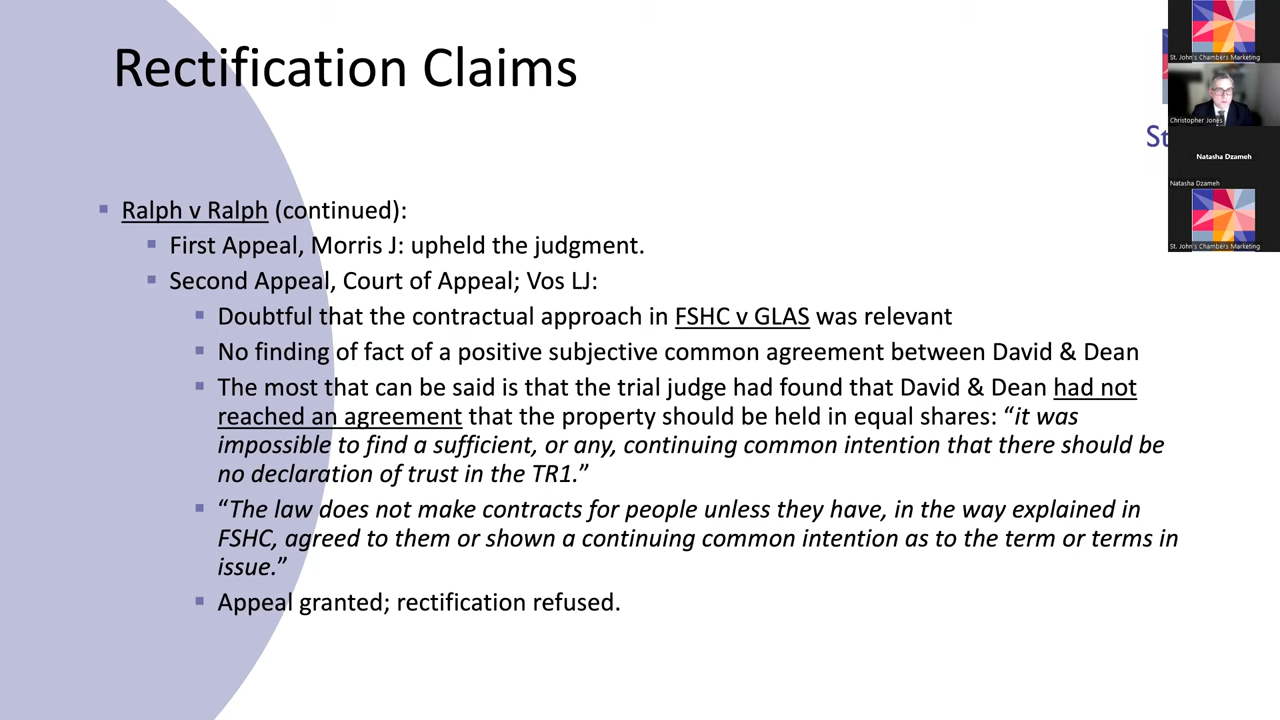 Rectification Claims
Ralph v Ralph (continued):
First Appeal, Morris J: upheld the judgment.
Second Appeal, Court of Appeal; Vos LJ:
Doubtful that the contractual approach in FSHC v GLAS was relevant
No finding of fact of a positive subjective common agreement between David & Dean
The most that can be said is that the trial judge had found that David & Dean had not
reached an agreement that the property should be held in equal shares: “it was
impossible to find a sufficient, or any, continuing common intention that there should be
no declaration of trust in the TR1.”
“The law does not make contracts for people unless they have, in the way explained in
FSHC, agreed to them or shown a continuing common intention as to the term or terms in
issue.”
Appeal granted; rectification refused.
St
St. John's Chambers Marketing
Christopher Jones
Natasha Dzameh
Natasha Dzameh
St. John's Chambers Marketing